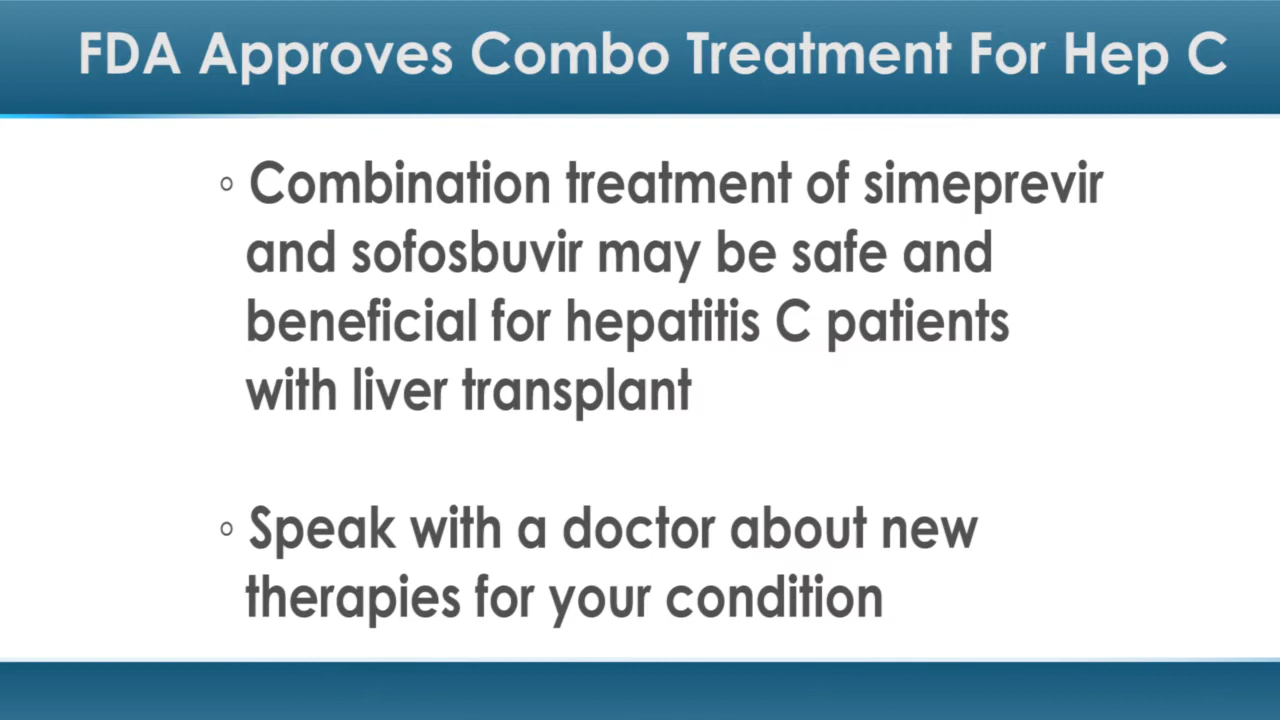 FDA Approves Combo Treatment For Hep C
◦ Combination treatment of simeprevir
and sofosbuvir may be safe and
beneficial for hepatitis C patients
with liver transplant
◦ Speak with a doctor about new
therapies for your condition